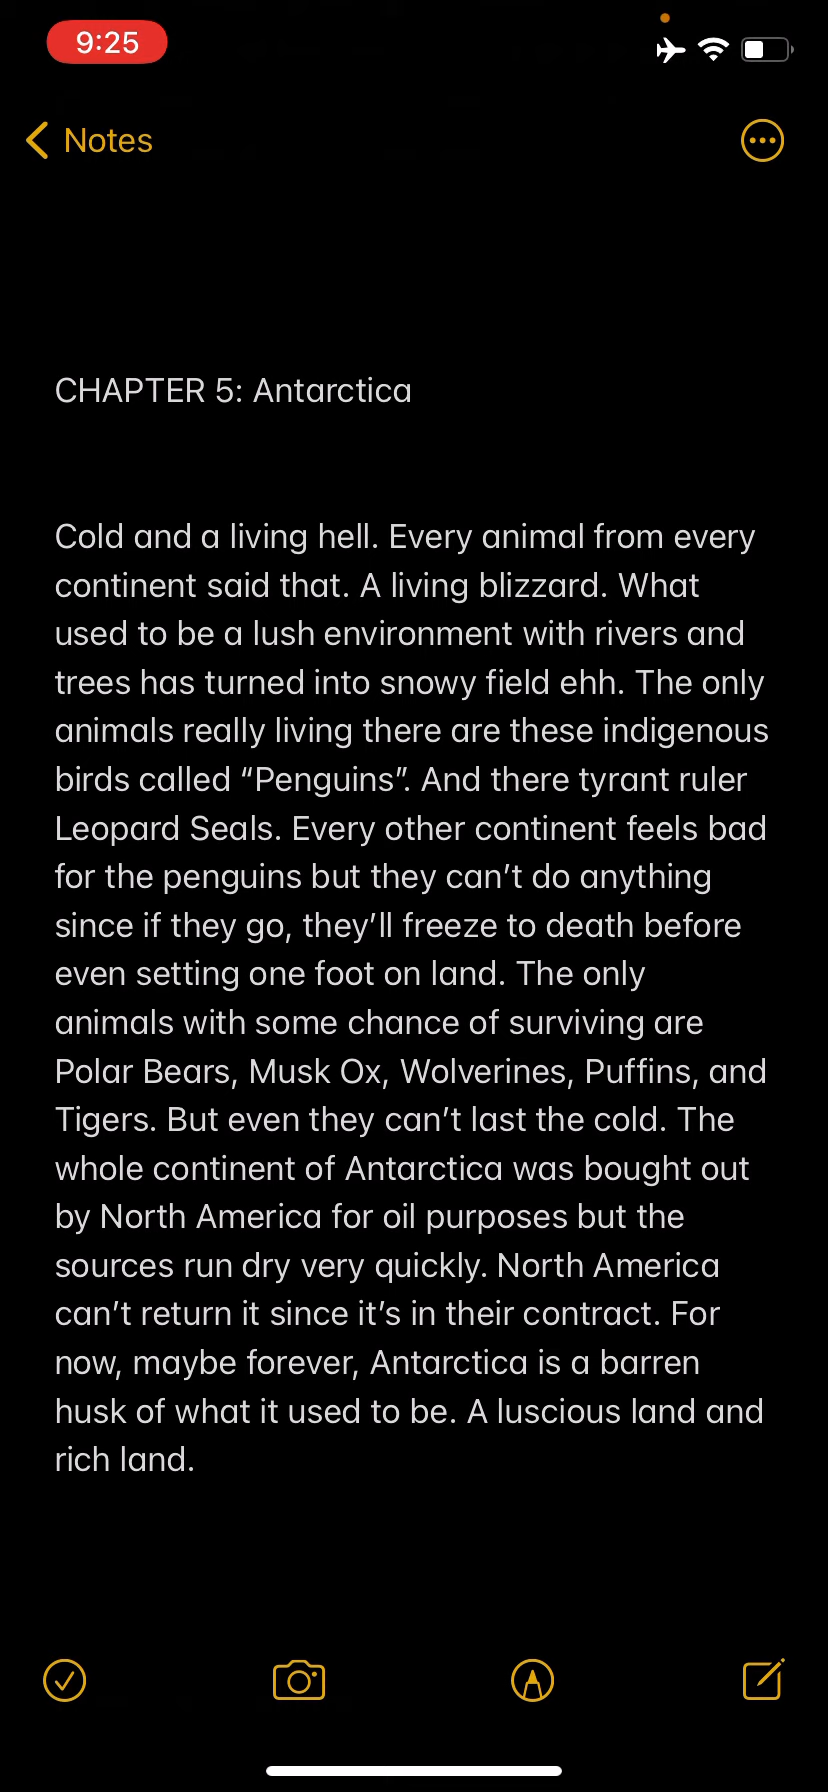 9:25
Notes
CHAPTER 5: Antarctica
Cold and a living hell. Every animal from every
continent said that. A living blizzard. What
used to be a lush environment with rivers and
trees has turned into snowy field ehh. The only
animals really living there are these indigenous
birds called “Penguins”. And there tyrant ruler
Leopard Seals. Every other continent feels bad
for the penguins but they can’t do anything
since if they go, they’ll freeze to death before
even setting one foot on land. The only
animals with some chance of surviving are
Polar Bears, Musk Ox, Wolverines, Puffins, and
Tigers. But even they can’t last the cold. The
whole continent of Antarctica was bought out
by North America for oil purposes but the
sources run dry very quickly. North America
can’t return it since it’s in their contract. For
now, maybe forever, Antarctica is a barren
husk of what it used to be. A luscious land and
rich land.